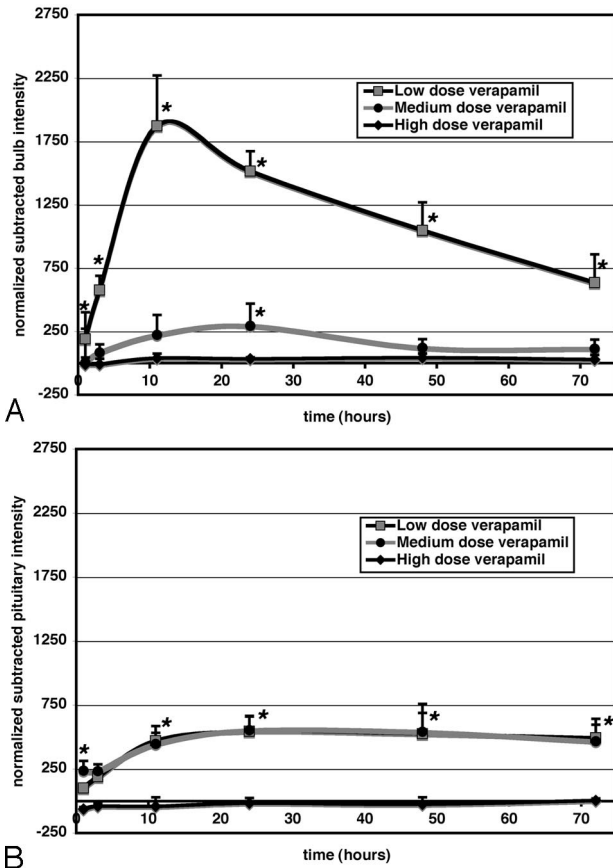 2750
2250
1750
1250
750
250
-250
normalized subtracted bulb intensity
Low dose verapamil
Medium dose verapamil
High dose verapamil
*
*
*
*
*
*
*
0 10 20 30 40 50 60 70
time (hours)
A
2750
2250
1750
1250
750
250
-250
normalized subtracted pituitary intensity
Low dose verapamil
Medium dose verapamil
High dose verapamil
*
*
*
*
*
0 10 20 30 40 50 60 70
time (hours)
B